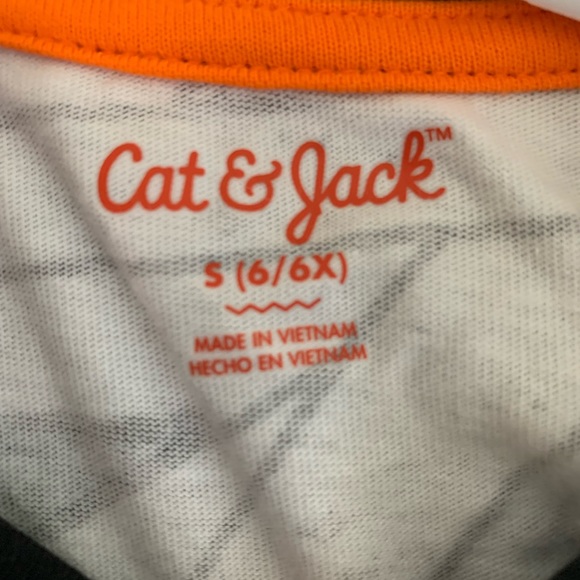 Cat & Jack™
S (6/6X)
MADE IN VIETNAM
HECHO EN VIETNAM